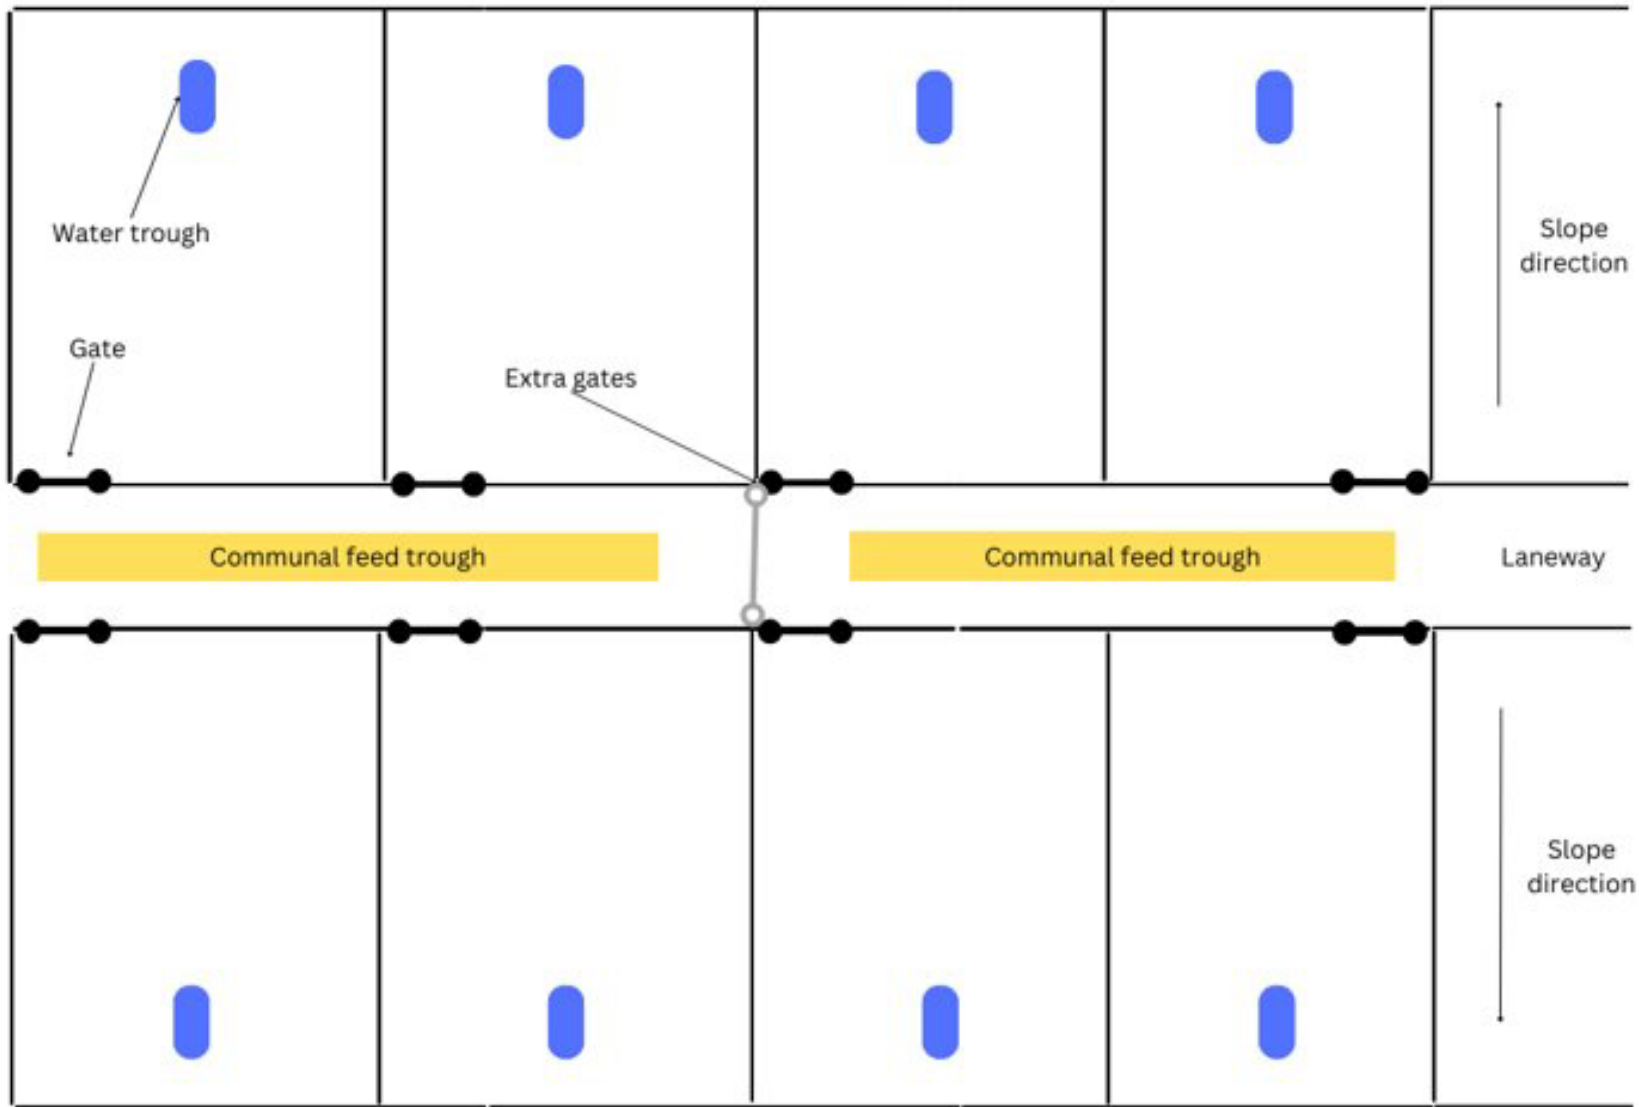 Water trough
Slope
direction
Gate
Extra gates
Communal feed trough
Communal feed trough
Laneway
Slope
direction